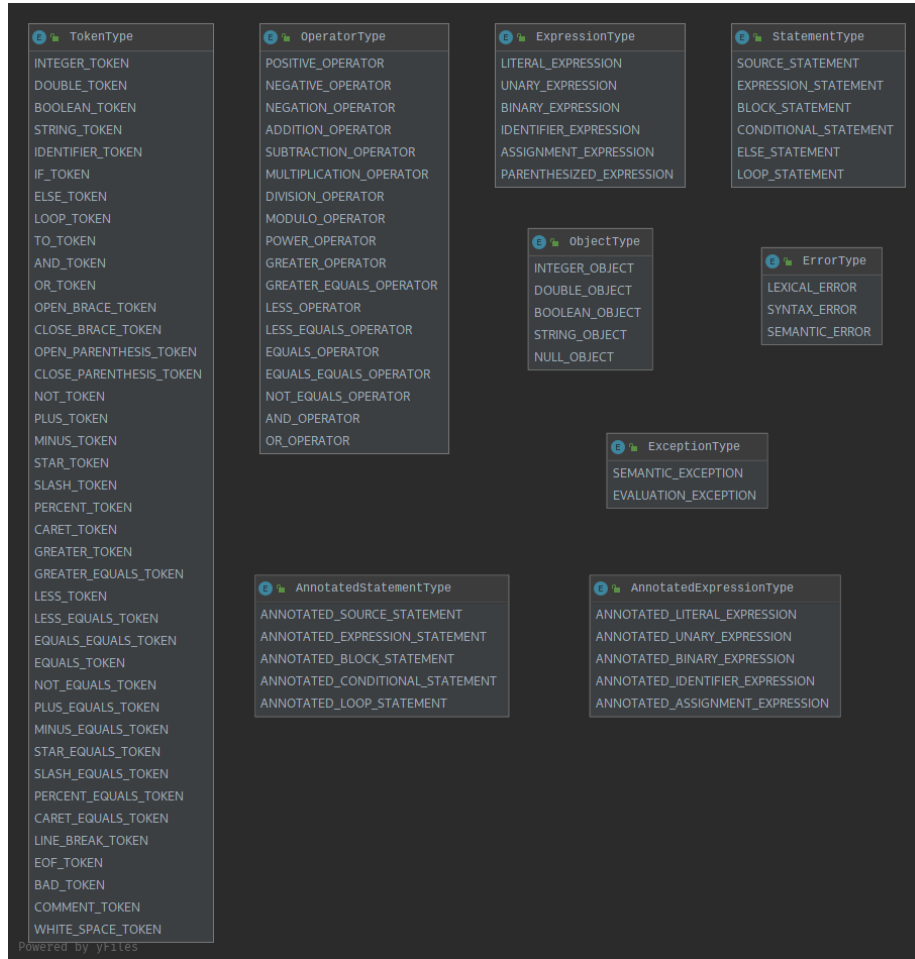 TokenType
INTEGER_TOKEN
DOUBLE_TOKEN
BOOLEAN_TOKEN
STRING_TOKEN
IDENTIFIER_TOKEN
IF_TOKEN
ELSE_TOKEN
LOOP_TOKEN
TO_TOKEN
AND_TOKEN
OR_TOKEN
OPEN_BRACE_TOKEN
CLOSE_BRACE_TOKEN
OPEN_PARENTHESIS_TOKEN
CLOSE_PARENTHESIS_TOKEN
NOT_TOKEN
PLUS_TOKEN
MINUS_TOKEN
STAR_TOKEN
SLASH_TOKEN
PERCENT_TOKEN
CARET_TOKEN
GREATER_TOKEN
GREATER_EQUALS_TOKEN
LESS_TOKEN
LESS_EQUALS_TOKEN
EQUALS_EQUALS_TOKEN
EQUALS_TOKEN
NOT_EQUALS_TOKEN
PLUS_EQUALS_TOKEN
MINUS_EQUALS_TOKEN
STAR_EQUALS_TOKEN
SLASH_EQUALS_TOKEN
PERCENT_EQUALS_TOKEN
CARET_EQUALS_TOKEN
LINE_BREAK_TOKEN
EOF_TOKEN
BAD_TOKEN
COMMENT_TOKEN
WHITE_SPACE_TOKEN
OperatorType
POSITIVE_OPERATOR
NEGATIVE_OPERATOR
NEGATION_OPERATOR
ADDITION_OPERATOR
SUBTRACTION_OPERATOR
MULTIPLICATION_OPERATOR
DIVISION_OPERATOR
MODULO_OPERATOR
POWER_OPERATOR
GREATER_OPERATOR
GREATER_EQUALS_OPERATOR
LESS_OPERATOR
LESS_EQUALS_OPERATOR
EQUALS_OPERATOR
EQUALS_EQUALS_OPERATOR
NOT_EQUALS_OPERATOR
AND_OPERATOR
OR_OPERATOR
ExpressionType
LITERAL_EXPRESSION
UNARY_EXPRESSION
BINARY_EXPRESSION
IDENTIFIER_EXPRESSION
ASSIGNMENT_EXPRESSION
PARENTHESIZED_EXPRESSION
StatementType
SOURCE_STATEMENT
EXPRESSION_STATEMENT
BLOCK_STATEMENT
CONDITIONAL_STATEMENT
ELSE_STATEMENT
LOOP_STATEMENT
ObjectType
INTEGER_OBJECT
DOUBLE_OBJECT
BOOLEAN_OBJECT
STRING_OBJECT
NULL_OBJECT
ErrorType
LEXICAL_ERROR
SYNTAX_ERROR
SEMANTIC_ERROR
ExceptionType
SEMANTIC_EXCEPTION
EVALUATION_EXCEPTION
AnnotatedStatementType
ANNOTATED_SOURCE_STATEMENT
ANNOTATED_EXPRESSION_STATEMENT
ANNOTATED_BLOCK_STATEMENT
ANNOTATED_CONDITIONAL_STATEMENT
ANNOTATED_LOOP_STATEMENT
AnnotatedExpressionType
ANNOTATED_LITERAL_EXPRESSION
ANNOTATED_UNARY_EXPRESSION
ANNOTATED_BINARY_EXPRESSION
ANNOTATED_IDENTIFIER_EXPRESSION
ANNOTATED_ASSIGNMENT_EXPRESSION
Powered by yFiles